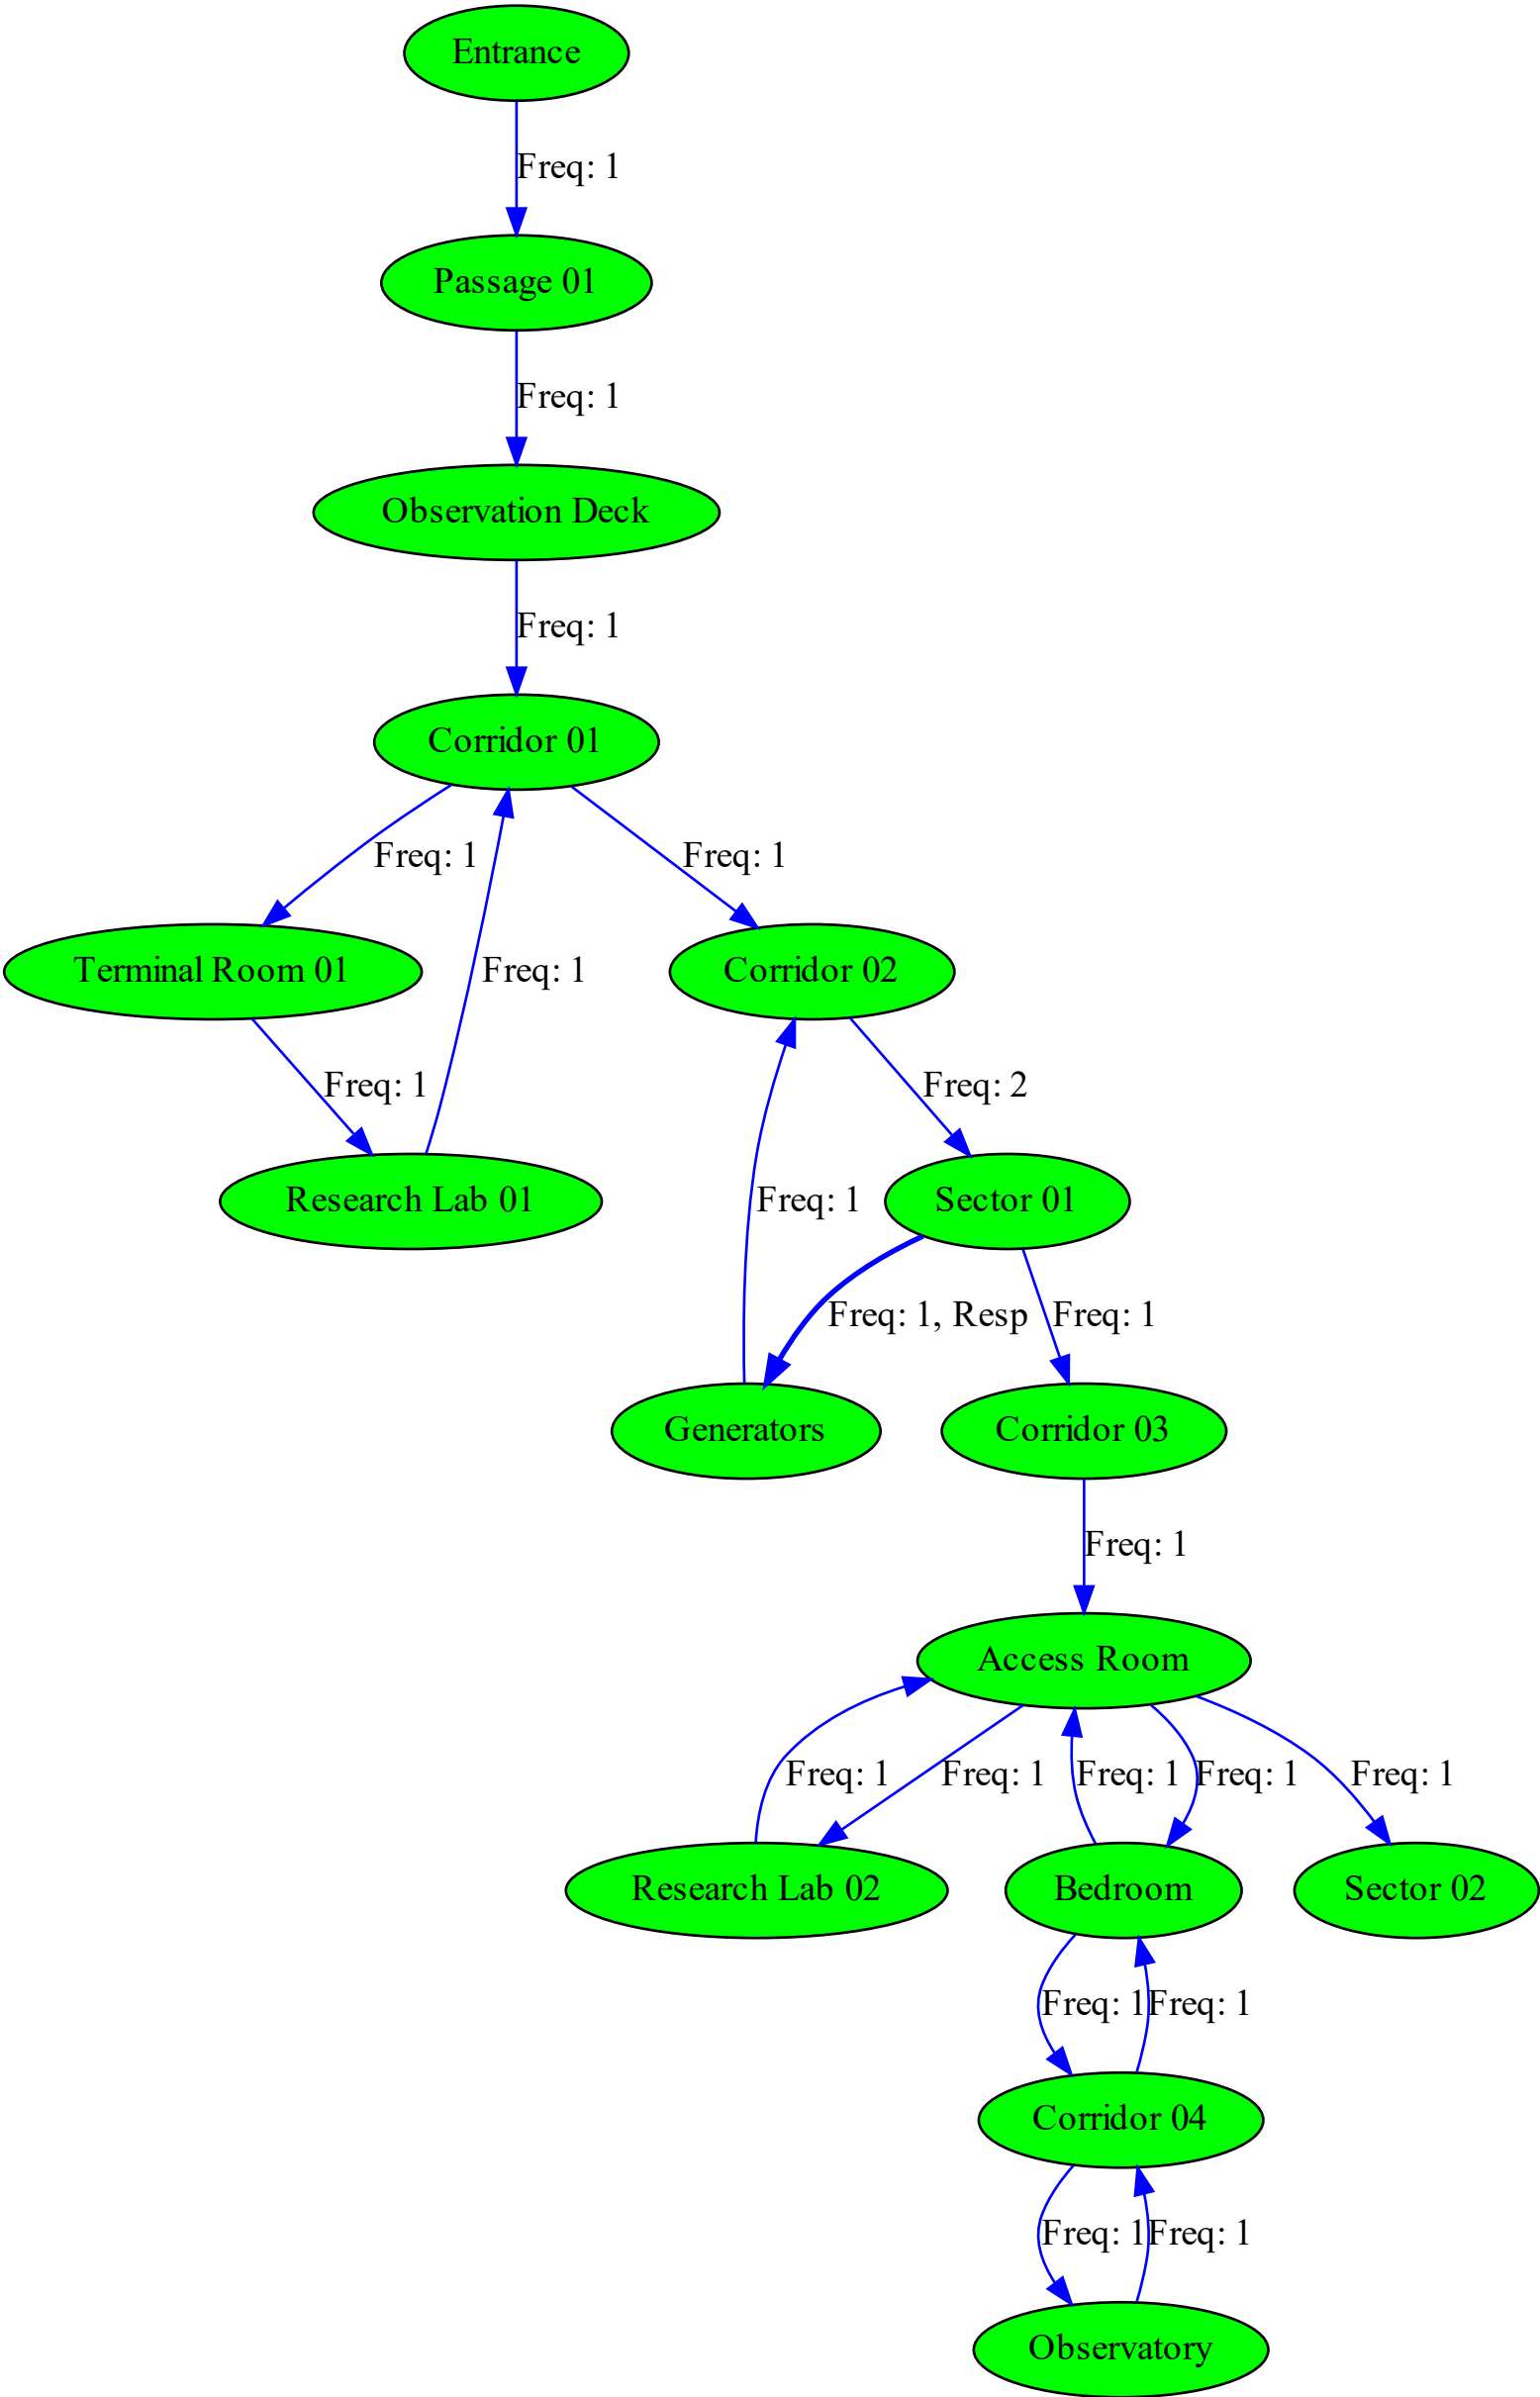 Entrance
Freq: 1
Passage 01
Freq: 1
Observation Deck
Freq: 1
Corridor 01
Freq: 1
Freq: 1
Terminal Room 01
Freq: 1
Corridor 02
Freq: 1
Freq: 2
Research Lab 01
Freq: 1
Sector 01
Freq: 1, Resp
Freq: 1
Generators
Corridor 03
Freq: 1
Access Room
Freq: 1
Freq: 1
Freq: 1
Freq: 1
Freq: 1
Research Lab 02
Bedroom
Sector 02
Freq: 1
Freq: 1
Corridor 04
Freq: 1
Freq: 1
Observatory